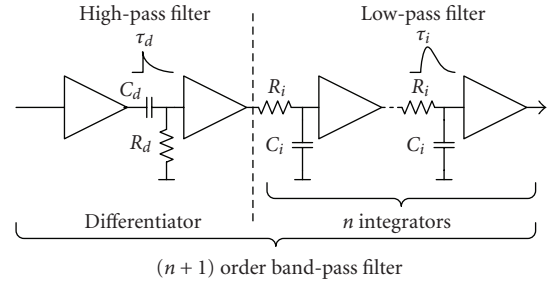 High-pass filter
Low-pass filter
τd
τi
Cd
Rd
Ri
Ci
Ri
Ci
Differentiator
n integrators
(n + 1) order band-pass filter